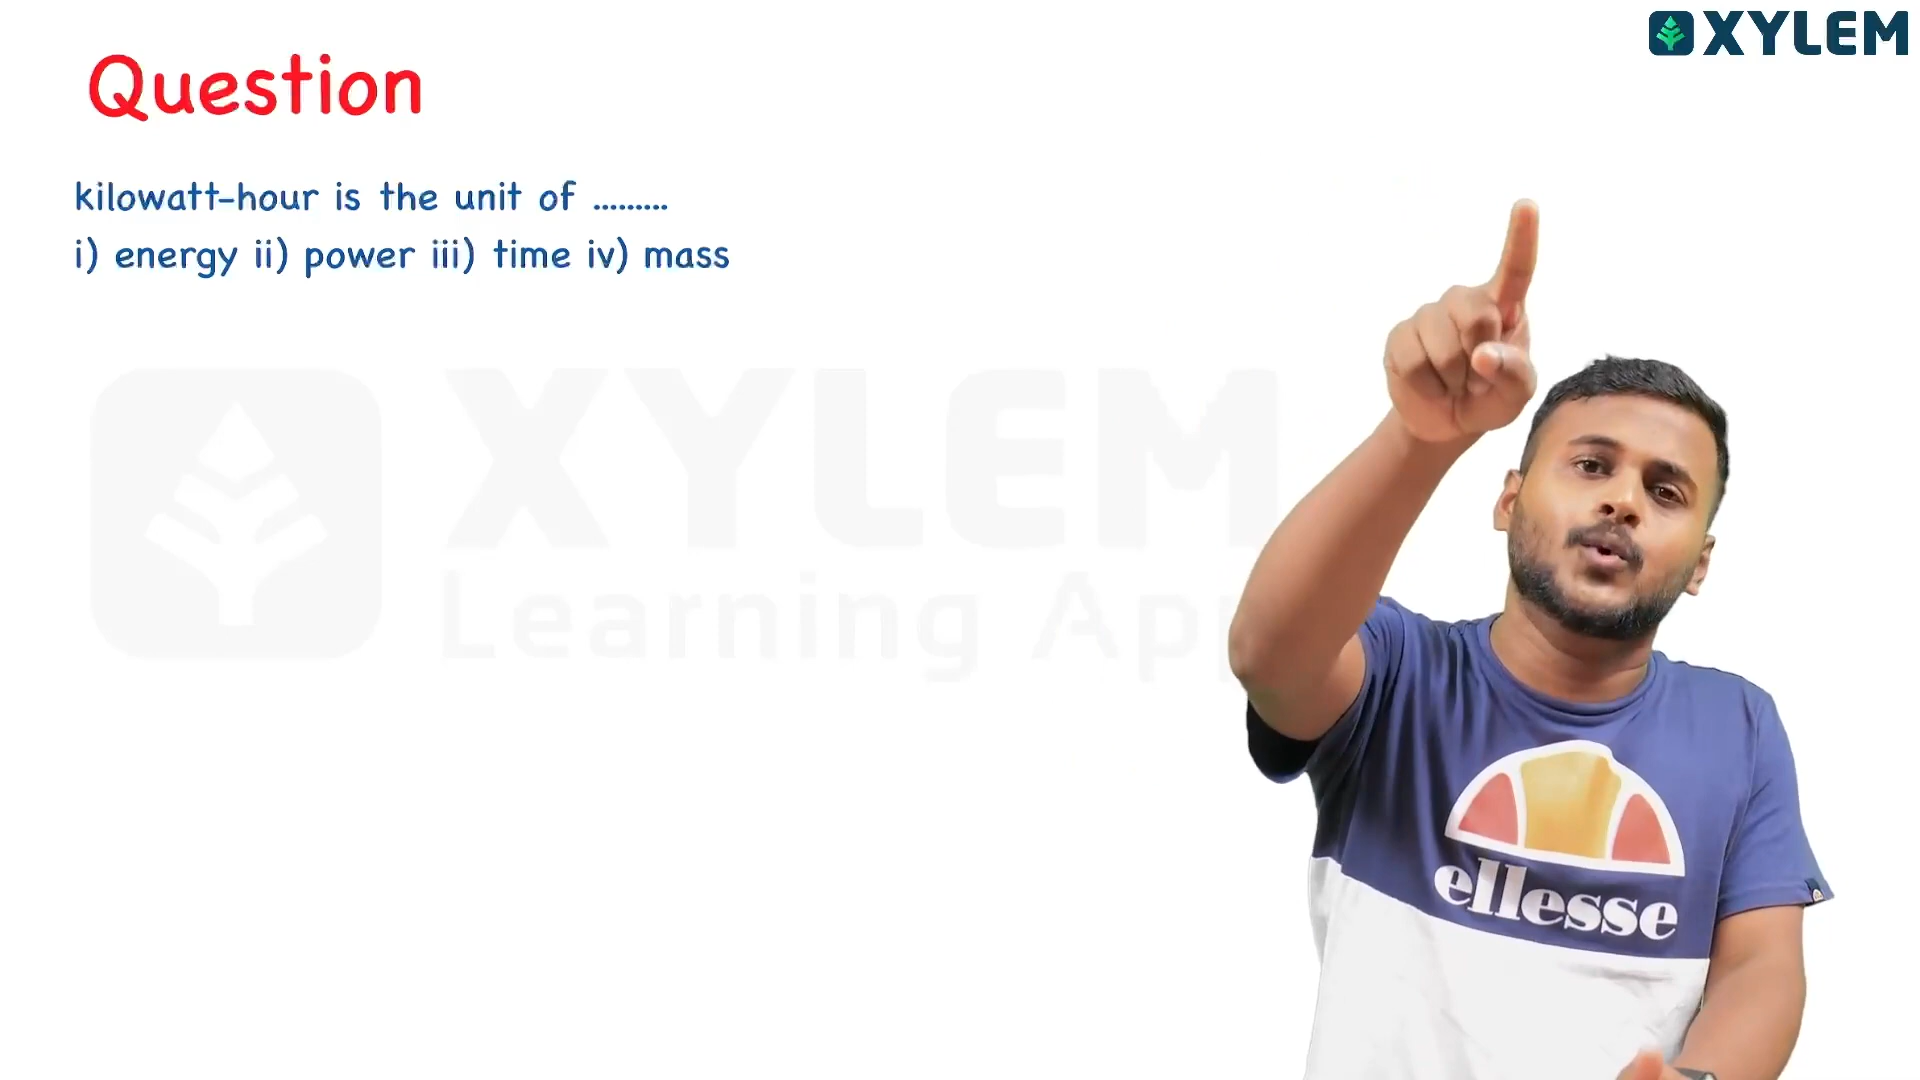 XYLEM
Question
kilowatt-hour is the unit of .........
i) energy ii) power iii) time iv) mass
XYLEM
Learning App
ellesse